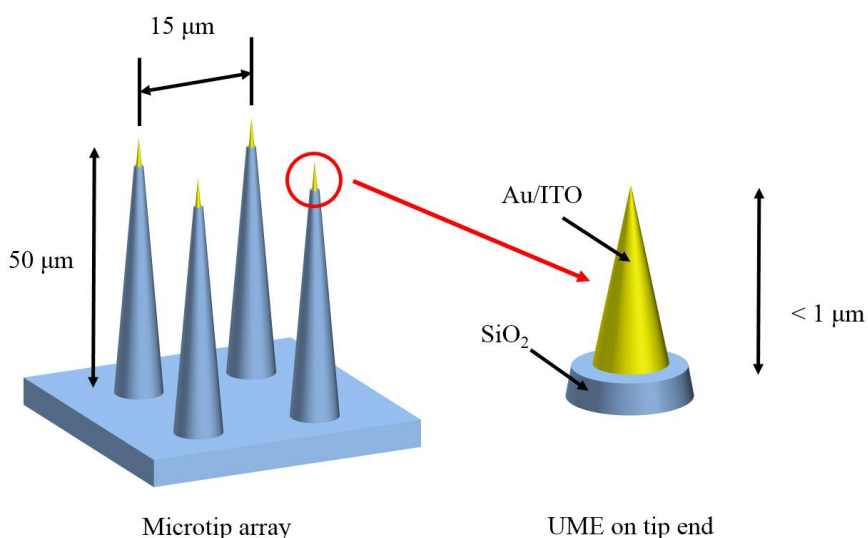 15 μm
50 μm
Au/ITO
SiO₂
< 1 μm
Microtip array
UME on tip end